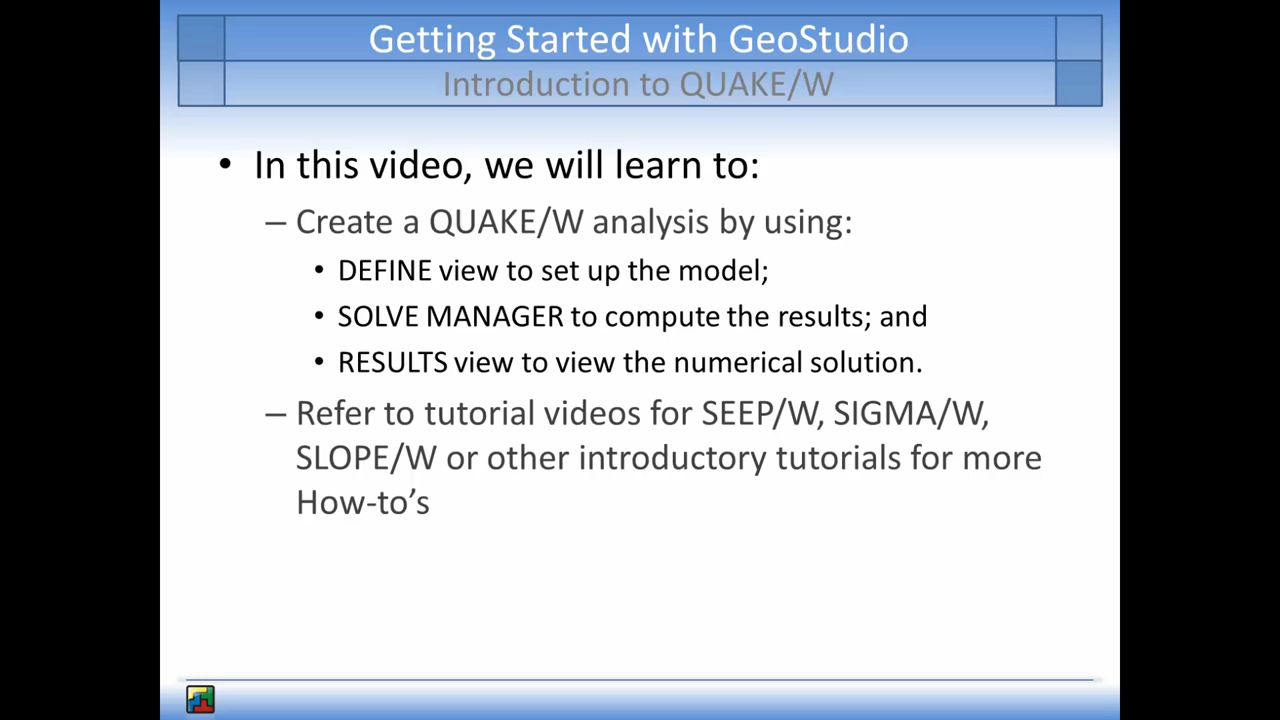 Getting Started with GeoStudio
Introduction to QUAKE/W
• In this video, we will learn to:
– Create a QUAKE/W analysis by using:
• DEFINE view to set up the model;
• SOLVE MANAGER to compute the results; and
• RESULTS view to view the numerical solution.
– Refer to tutorial videos for SEEP/W, SIGMA/W,
SLOPE/W or other introductory tutorials for more
How-to’s